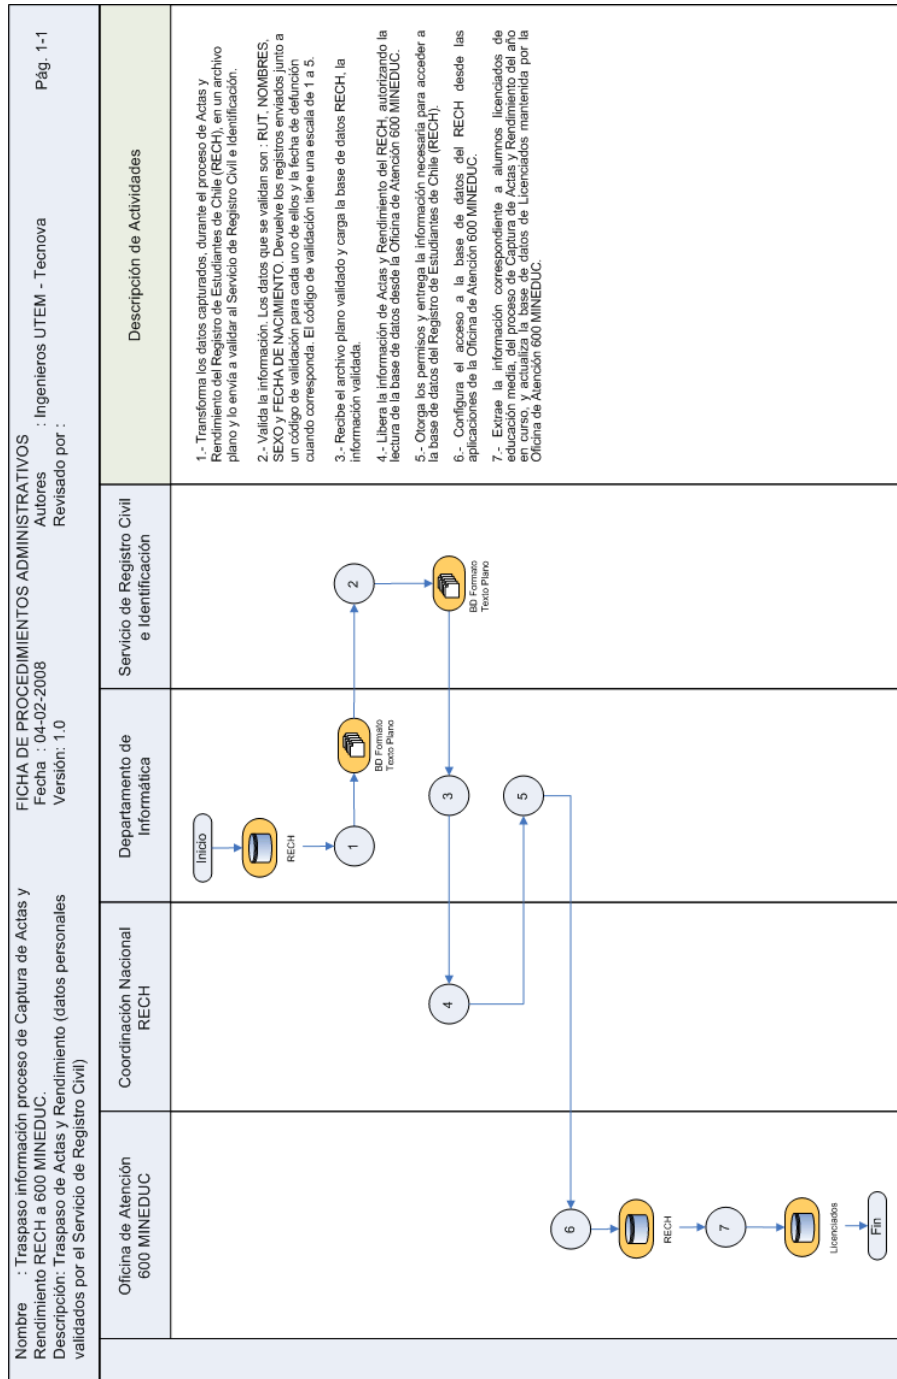 Nombre : Traspaso información proceso de Captura de Actas y
Rendimiento RECH a 600 MINEDUC.
Descripción: Traspaso de Actas y Rendimiento (datos personales
validados por el Servicio de Registro Civil)
FICHA DE PROCEDIMIENTOS ADMINISTRATIVOS
Fecha : 04-02-2008
Versión: 1.0
Autores : Ingenieros UTEM - Tecnova
Revisado por :
Pág. 1-1
Oficina de Atención
600 MINEDUC
Coordinación Nacional
RECH
Departamento de
Informática
Servicio de Registro Civil
e Identificación
Descripción de Actividades
Inicio
RECH
1
BD Formato
Texto Plano
2
BD Formato
Texto Plano
3
4
5
6
RECH
7
Licenciados
Fin
1.- Transforma los datos capturados, durante el proceso de Actas y
Rendimiento del Registro de Estudiantes de Chile (RECH), en un archivo
plano y lo envía a validar al Servicio de Registro Civil e Identificación.
2.- Valida la información. Los datos que se validan son : RUT, NOMBRES,
SEXO y FECHA DE NACIMIENTO. Devuelve los registros enviados junto a
un código de validación para cada uno de ellos y la fecha de defunción
cuando corresponda. El código de validación tiene una escala de 1 a 5.
3.- Recibe el archivo plano validado y carga la base de datos RECH, la
información validada.
4.- Libera la información de Actas y Rendimiento del RECH, autorizando la
lectura de la base de datos desde la Oficina de Atención 600 MINEDUC.
5.- Otorga los permisos y entrega la información necesaria para acceder a
la base de datos del Registro de Estudiantes de Chile (RECH).
6.- Configura el acceso a la base de datos del RECH desde las
aplicaciones de la Oficina de Atención 600 MINEDUC.
7.- Extrae la información correspondiente a alumnos licenciados de
educación media, del proceso de Captura de Actas y Rendimiento del año
en curso, y actualiza la base de datos de Licenciados mantenida por la
Oficina de Atención 600 MINEDUC.